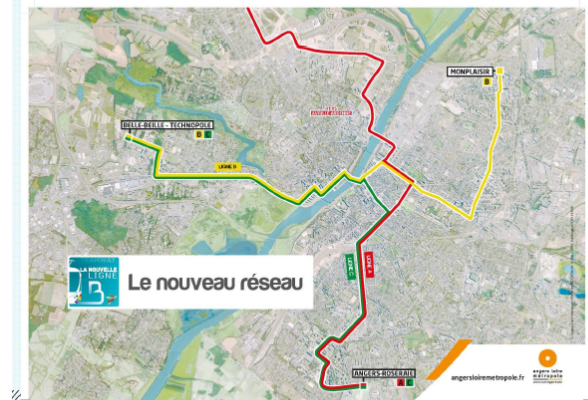 MONPLAISIR
B
BELLE-BEILLE - TECHNOPOLE
B C
LIGNE B
LA NOUVELLE
LIGNE
B
Le nouveau réseau
LIGNE C
LIGNE A
ANGERS-ROSERAIE
A C
angersloiremetropole.fr
angers loire
métropole